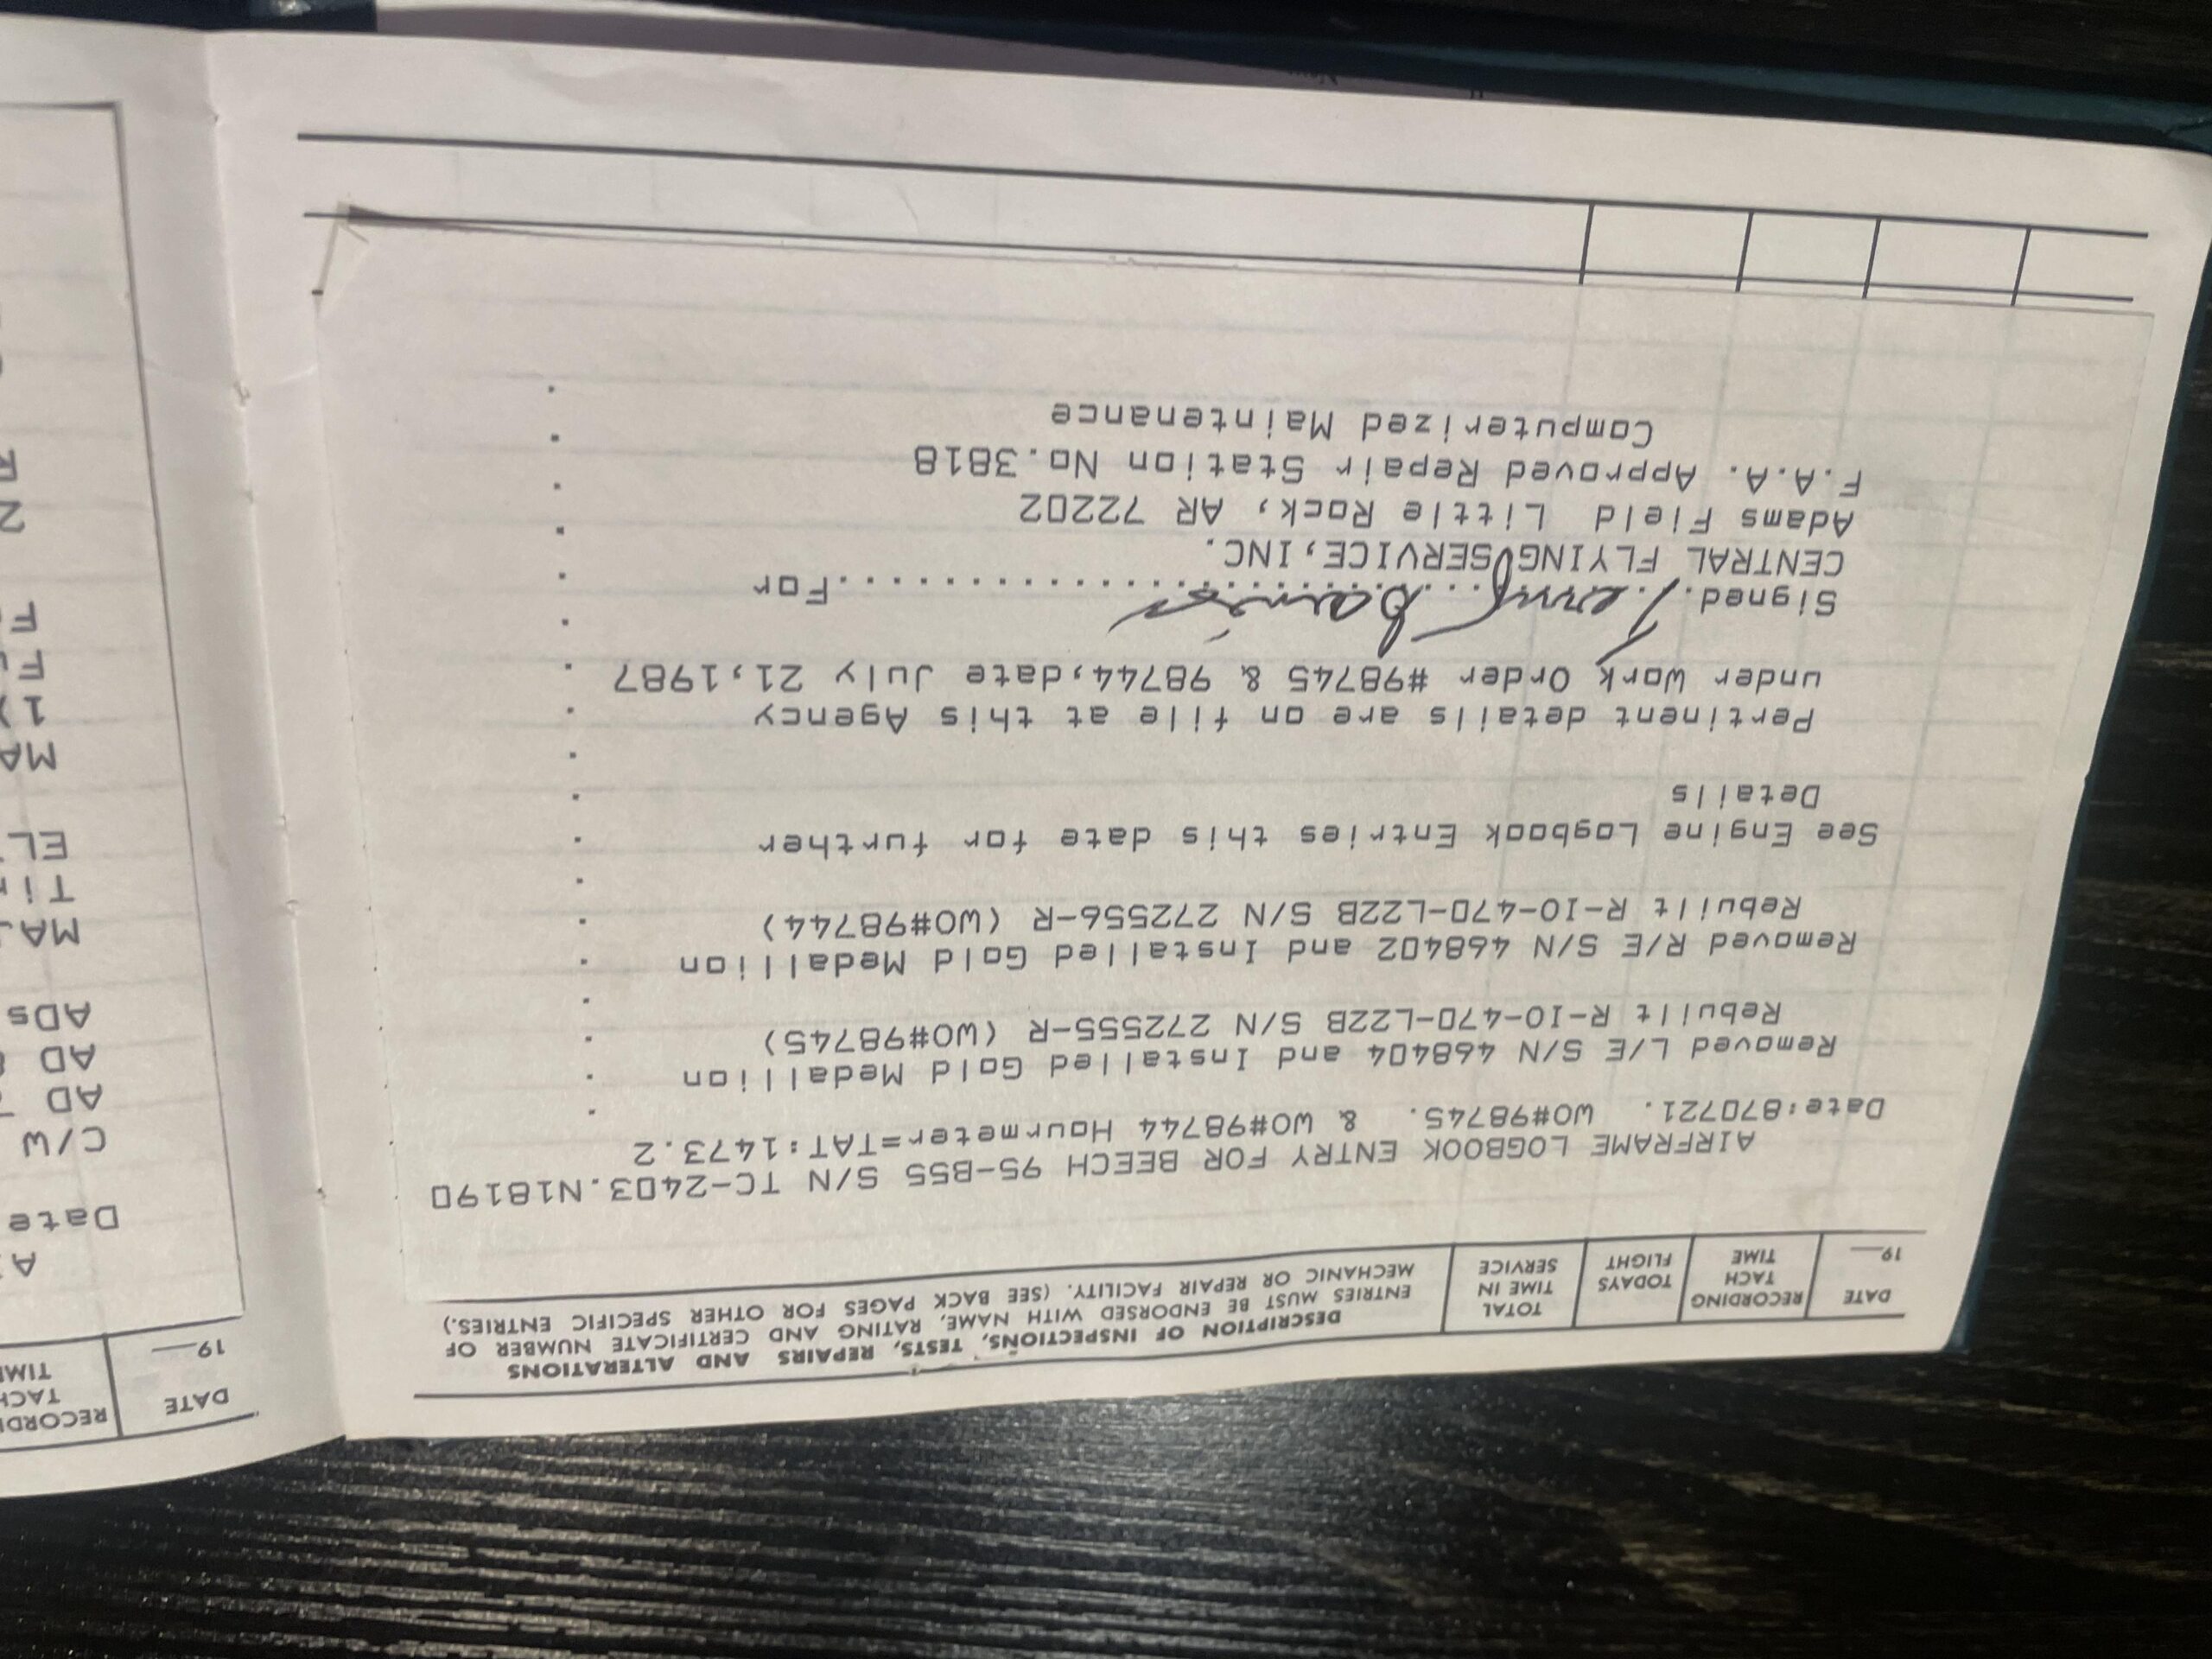 DESCRIPTION OF INSPECTIONS, TESTS, REPAIRS AND ALTERATIONS
ENTRIES MUST BE ENDORSED WITH NAME, RATING AND CERTIFICATE NUMBER OF
MECHANIC OR REPAIR FACILITY. (SEE BACK PAGES FOR OTHER SPECIFIC ENTRIES.)
DATE
19
RECORDING
TACH
TIME
TODAYS
FLIGHT
TOTAL
TIME IN
SERVICE
AIRFRAME LOGBOOK ENTRY FOR BEECH 95-B55 S/N TC-2403.N18190
Date:870721. WO#98745. & WO#98744 Hourmeter=TAT:1473.2
Removed L/E S/N 468404 and Installed Gold Medallion
Rebuilt R-IO-470-L22B S/N 272555-R (WO#98745)
Removed R/E S/N 468402 and Installed Gold Medallion
Rebuilt R-IO-470-L22B S/N 272556-R (WO#98744)
See Engine Logbook Entries this date for further
Details
Pertinent details are on file at this Agency
under Work Order #98745 & 98744,date July 21,1987
Signed. For
CENTRAL FLYING SERVICE,INC.
Adams Field Little Rock, AR 72202
F.A.A. Approved Repair Station No.3818
Computerized Maintenance
DATE
19
TIM
Date
C/W
AD
AD
ADs
MA
1